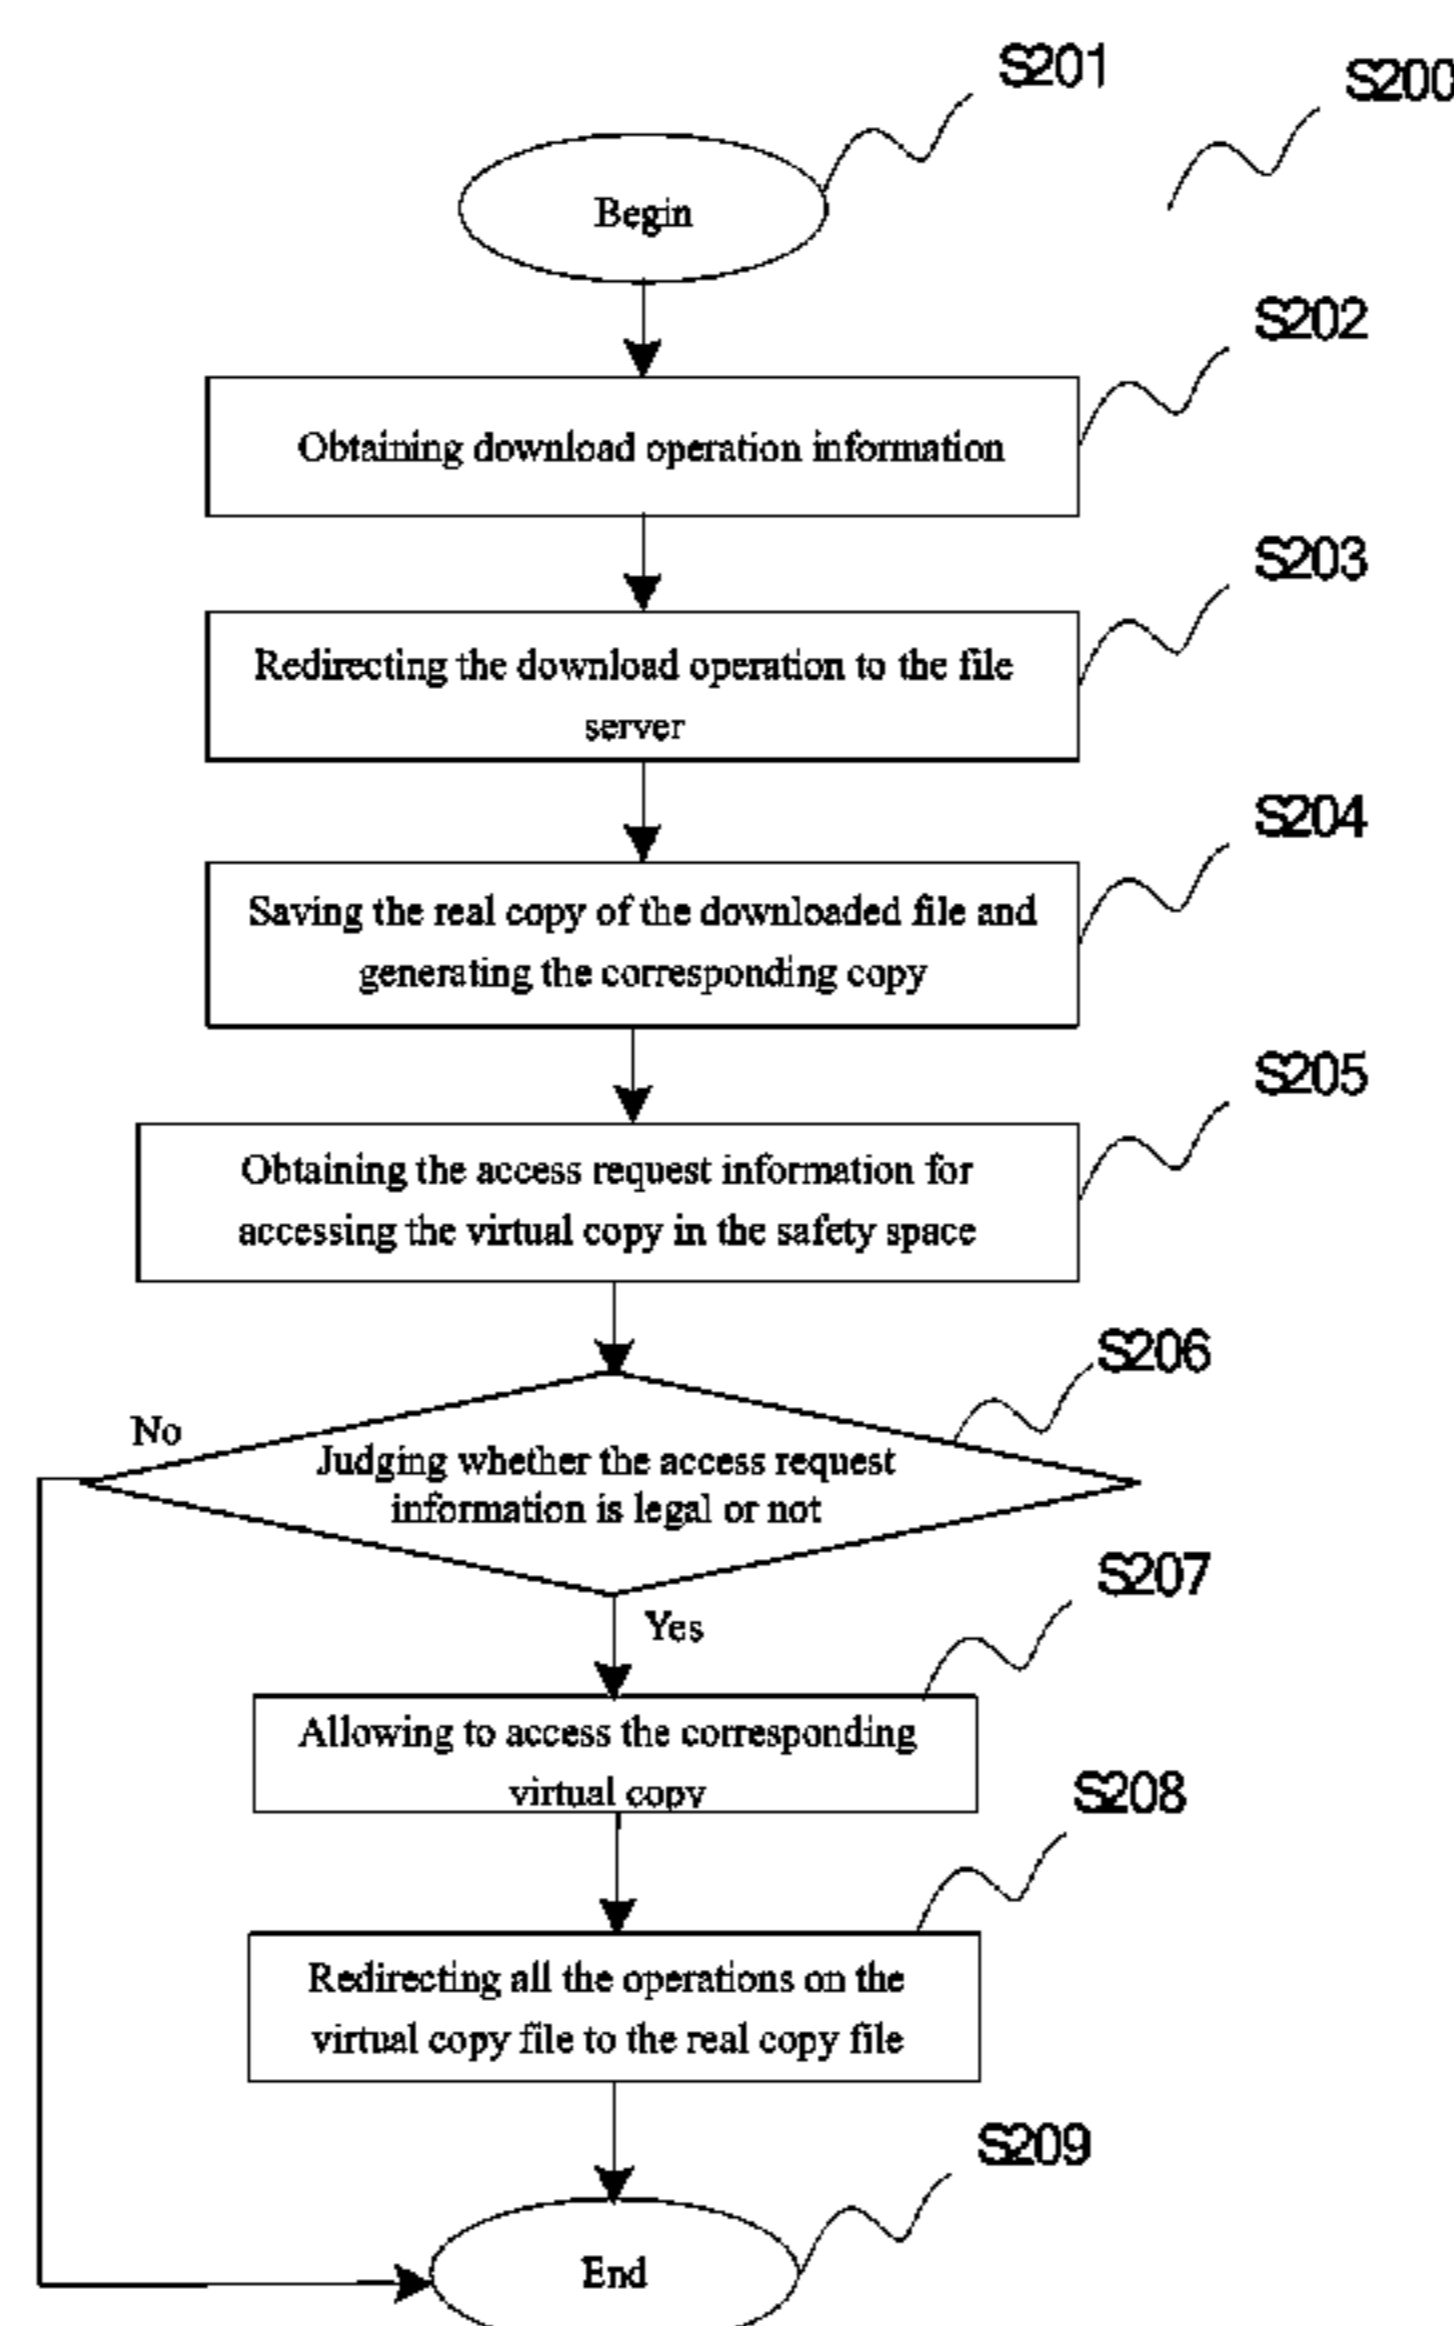 S201
S200
Begin
S202
Obtaining download operation information
S203
Redirecting the download operation to the file
server
S204
Saving the real copy of the downloaded file and
generating the corresponding copy
S205
Obtaining the access request information for
accessing the virtual copy in the safety space
S206
No
Judging whether the access request
information is legal or not
S207
Yes
Allowing to access the corresponding
virtual copy
S208
Redirecting all the operations on the
virtual copy file to the real copy file
S209
End